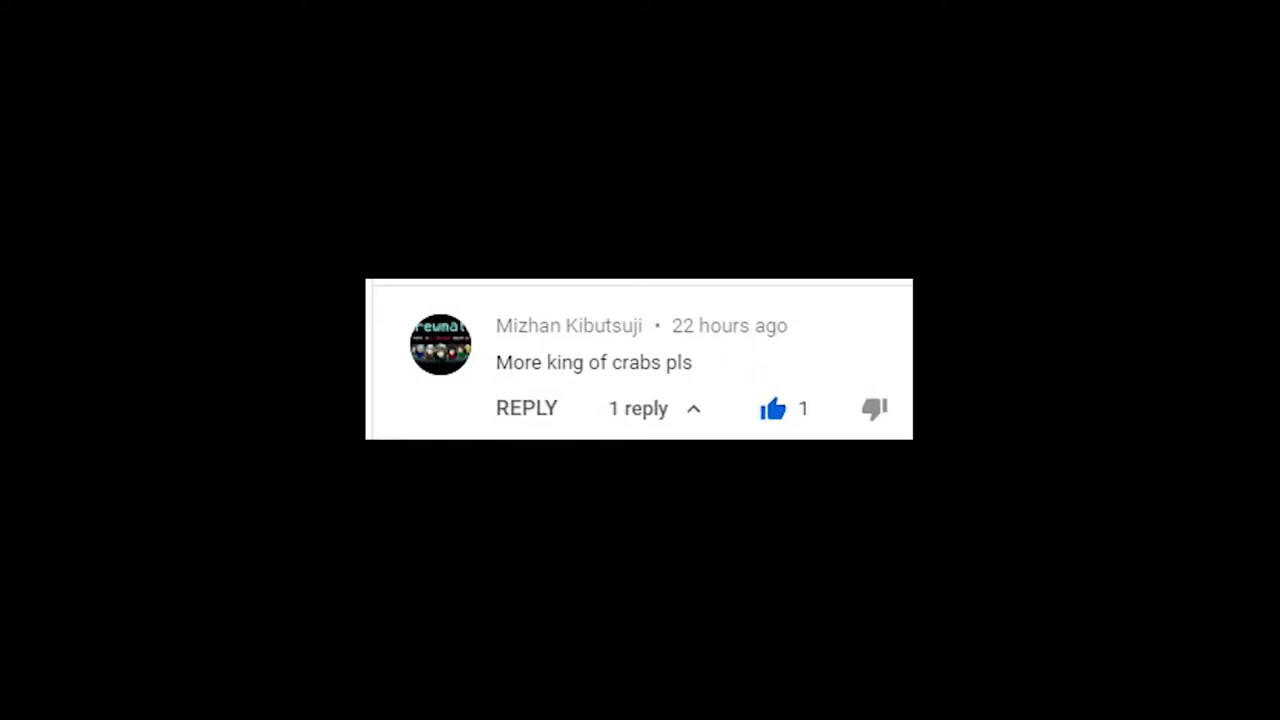 Mizhan Kibutsuji • 22 hours ago
More king of crabs pls
REPLY 1 reply 1